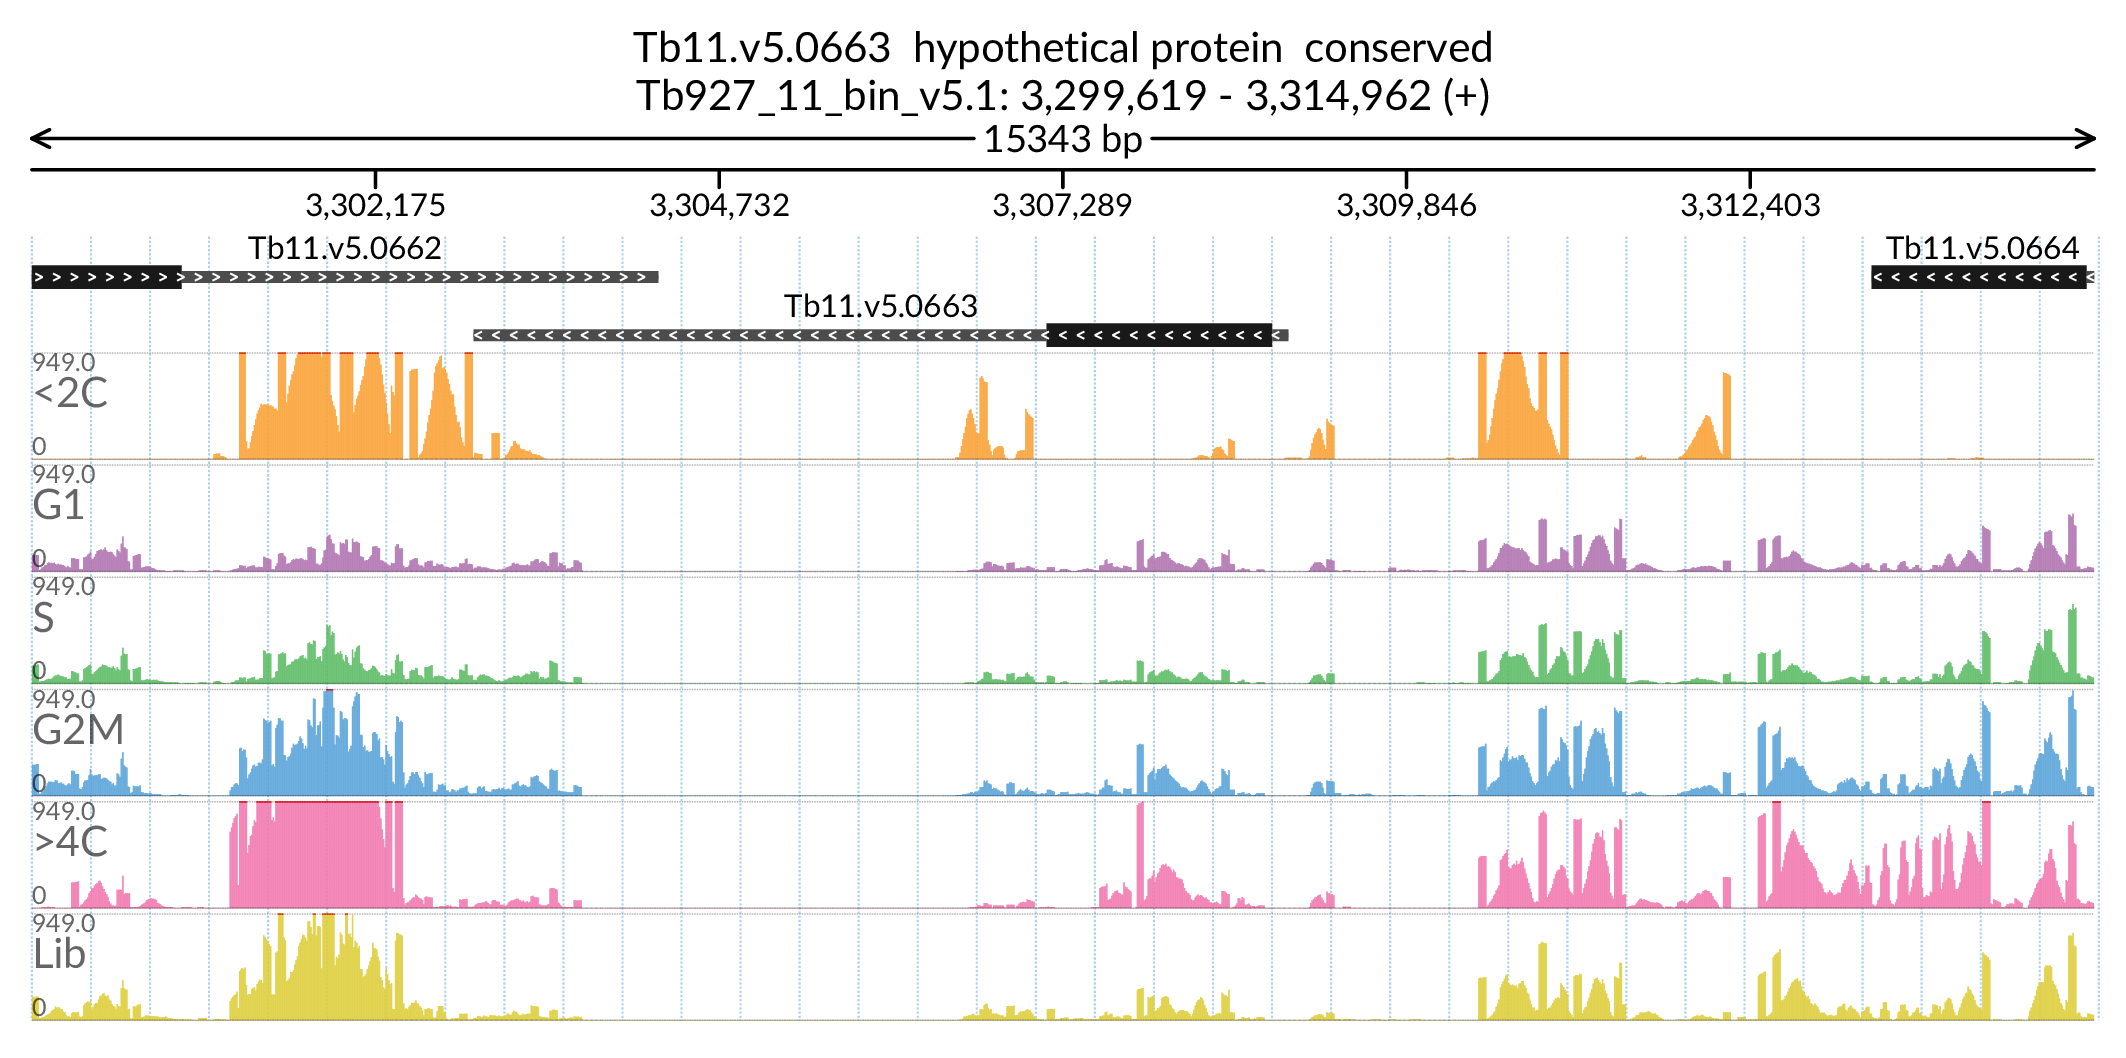 Tb11.v5.0663  hypothetical protein  conserved
Tb927_11_bin_v5.1: 3,299,619 - 3,314,962 (+)
15343 bp
3,302,175 3,304,732 3,307,289 3,309,846 3,312,403
Tb11.v5.0662 Tb11.v5.0664
Tb11.v5.0663
949.0
<2C
0
949.0
G1
0
949.0
S
0
949.0
G2M
0
949.0
>4C
0
949.0
Lib
0